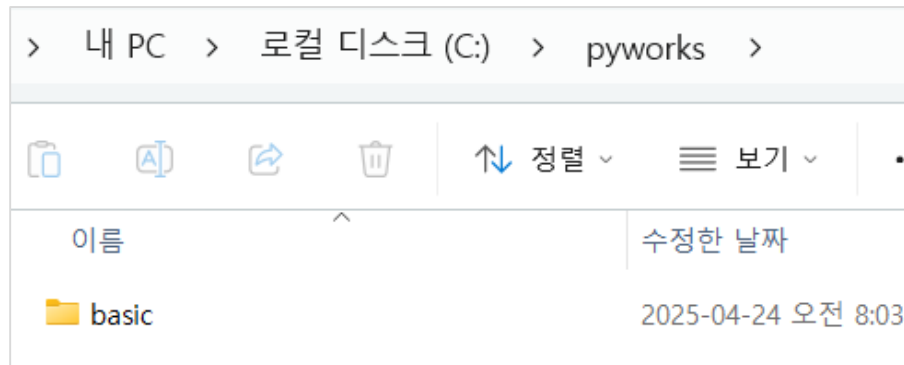 > 내 PC > 로컬 디스크 (C:) > pyworks >
정렬 보기
이름 수정한 날짜
basic 2025-04-24 오전 8:03